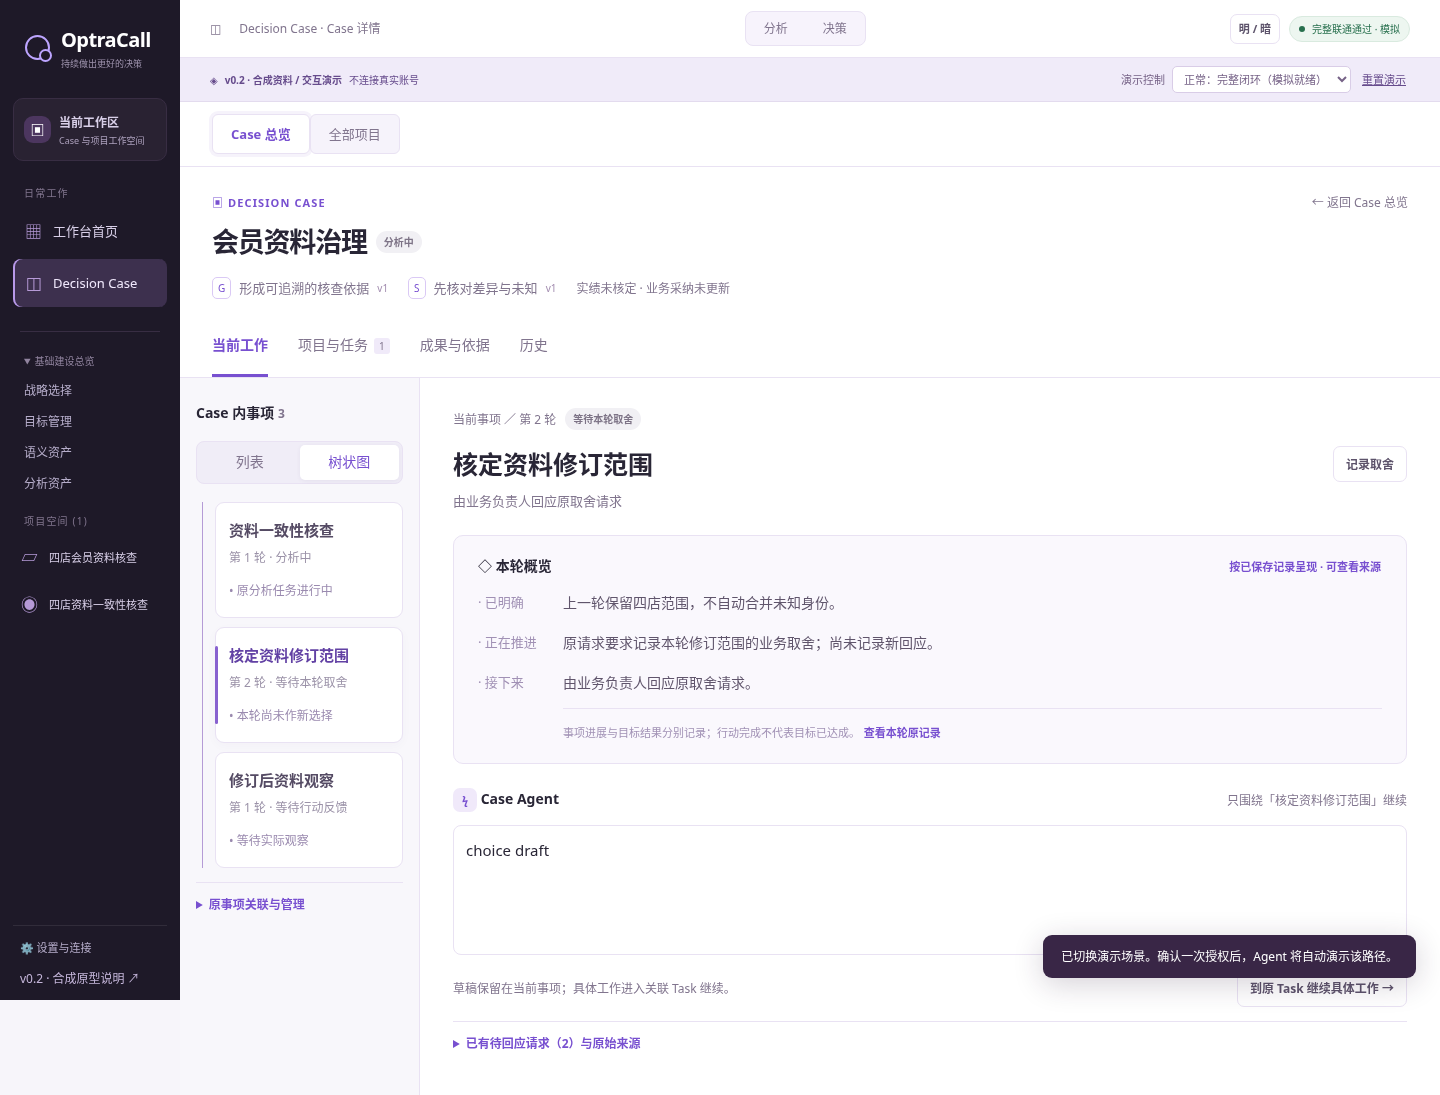 OptraCall
持续做出更好的决策
当前工作区
Case 与项目工作空间
日常工作
工作台首页
Decision Case
▼ 基础建设总览
战略选择
目标管理
语义资产
分析资产
项目空间 (1)
四店会员资料核查
四店资料一致性核查
设置与连接
v0.2 · 合成原型说明 ↗
Decision Case · Case 详情
分析
决策
明 / 暗
完整联通通过 · 模拟
v0.2 · 合成资料 / 交互演示 不连接真实账号
演示控制
正常：完整闭环（模拟就绪）
重置演示
Case 总览
全部项目
DECISION CASE
← 返回 Case 总览
会员资料治理
分析中
G 形成可追溯的核查依据 v1
S 先核对差异与未知 v1
实绩未核定 · 业务采纳未更新
当前工作
项目与任务 1
成果与依据
历史
Case 内事项 3
列表
树状图
资料一致性核查
第 1 轮 · 分析中
• 原分析任务进行中
核定资料修订范围
第 2 轮 · 等待本轮取舍
• 本轮尚未作新选择
修订后资料观察
第 1 轮 · 等待行动反馈
• 等待实际观察
▶ 原事项关联与管理
当前事项 ／ 第 2 轮
等待本轮取舍
核定资料修订范围
记录取舍
由业务负责人回应原取舍请求
◇ 本轮概览
按已保存记录呈现 · 可查看来源
· 已明确
上一轮保留四店范围，不自动合并未知身份。
· 正在推进
原请求要求记录本轮修订范围的业务取舍；尚未记录新回应。
· 接下来
由业务负责人回应原取舍请求。
事项进展与目标结果分别记录；行动完成不代表目标已达成。 查看本轮原记录
Case Agent
只围绕「核定资料修订范围」继续
choice draft
已切换演示场景。确认一次授权后，Agent 将自动演示该路径。
草稿保留在当前事项；具体工作进入关联 Task 继续。
到原 Task 继续具体工作 →
▶ 已有待回应请求（2）与原始来源